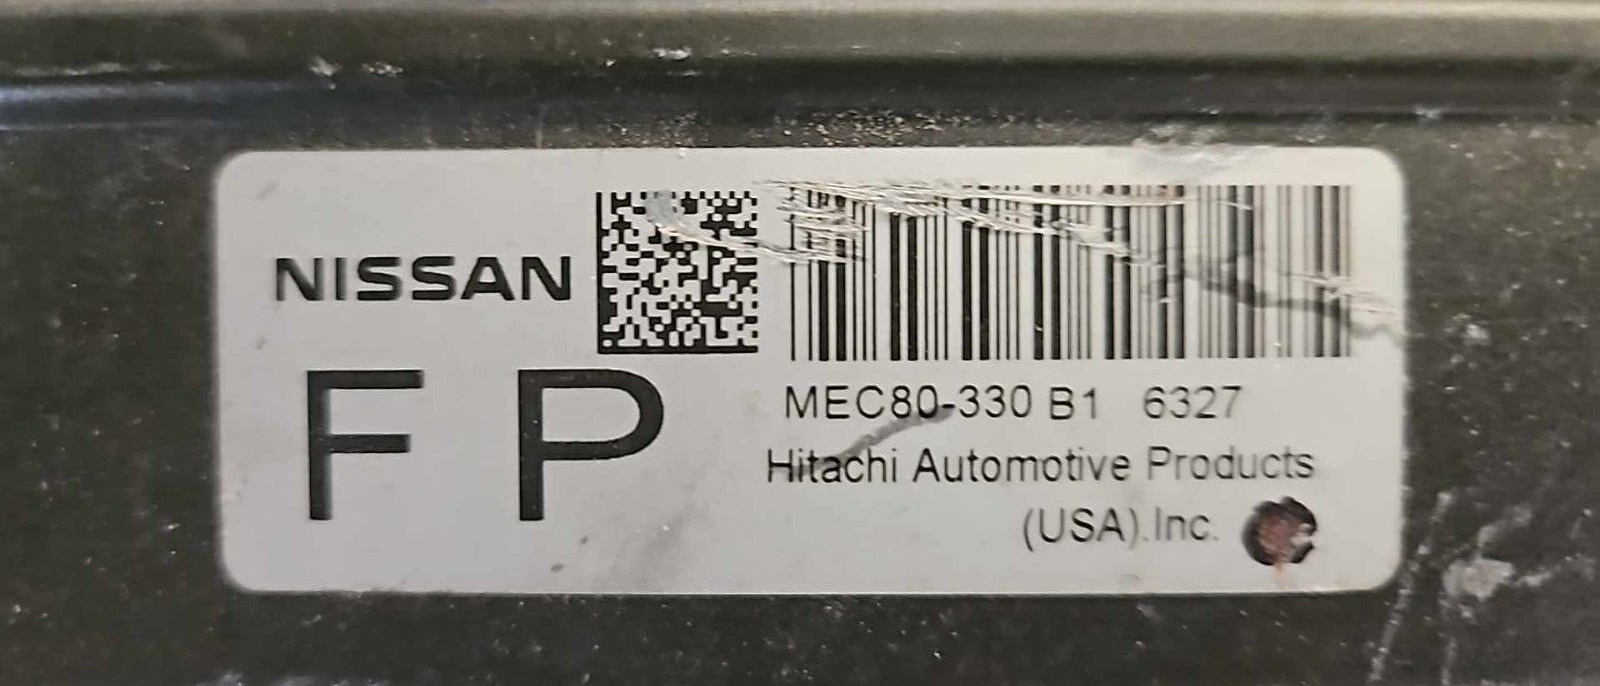 NISSAN
F P
MEC80-330 B1 6327
Hitachi Automotive Products
(USA).Inc.